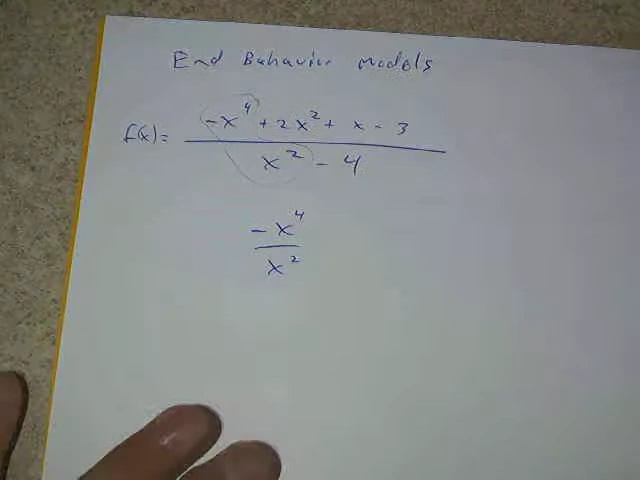 End Behavior Models
f(x) = (-x⁴ + 2x² + x - 3) / (x² - 4)
-x⁴ / x²